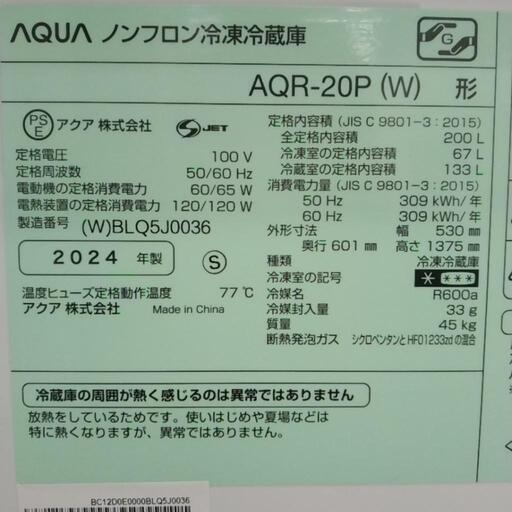 AQUA ノンフロン冷凍冷蔵庫
G
AQR-20P (W) 形
PS E アクア 株式会社 S JET
定格電圧 100 V
定格周波数 50/60 Hz
電動機の定格消費電力 60/65 W
電熱装置の定格消費電力 120/120 W
製造番号 (W)BLQ5J0036
2024 年製 S
温度ヒューズ定格動作温度 77℃
アクア 株式会社 Made in China
定格内容積 (JIS C 9801-3:2015)
全定格内容積 200 L
冷凍室の定格内容積 67 L
冷蔵室の定格内容積 133 L
消費電力量 (JIS C 9801-3:2015)
50 Hz 309 kWh/年
60 Hz 309 kWh/年
外形寸法 幅 530 mm
奥行 601 mm 高さ 1375 mm
種類 冷凍冷蔵庫
冷凍室の記号
冷媒名 R600a
冷媒封入量 33 g
質量 45 kg
断熱発泡ガス シクロペンタンとHFO1233zdの混合
冷蔵庫の周囲が熱く感じるのは異常ではありません
放熱をしているためです。使いはじめや夏場などは
特に熱くなりますが、異常ではありません。
BC12D0E0000BLQ5J0036